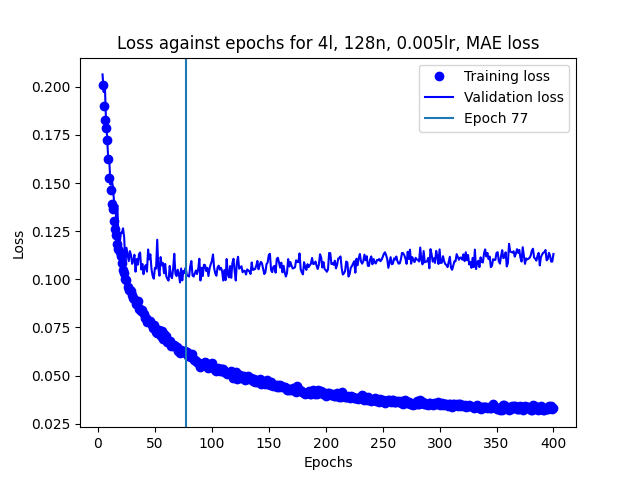 Loss against epochs for 4l, 128n, 0.005lr, MAE loss
Training loss
Validation loss
Epoch 77
Loss
0.200
0.175
0.150
0.125
0.100
0.075
0.050
0.025
0 50 100 150 200 250 300 350 400
Epochs